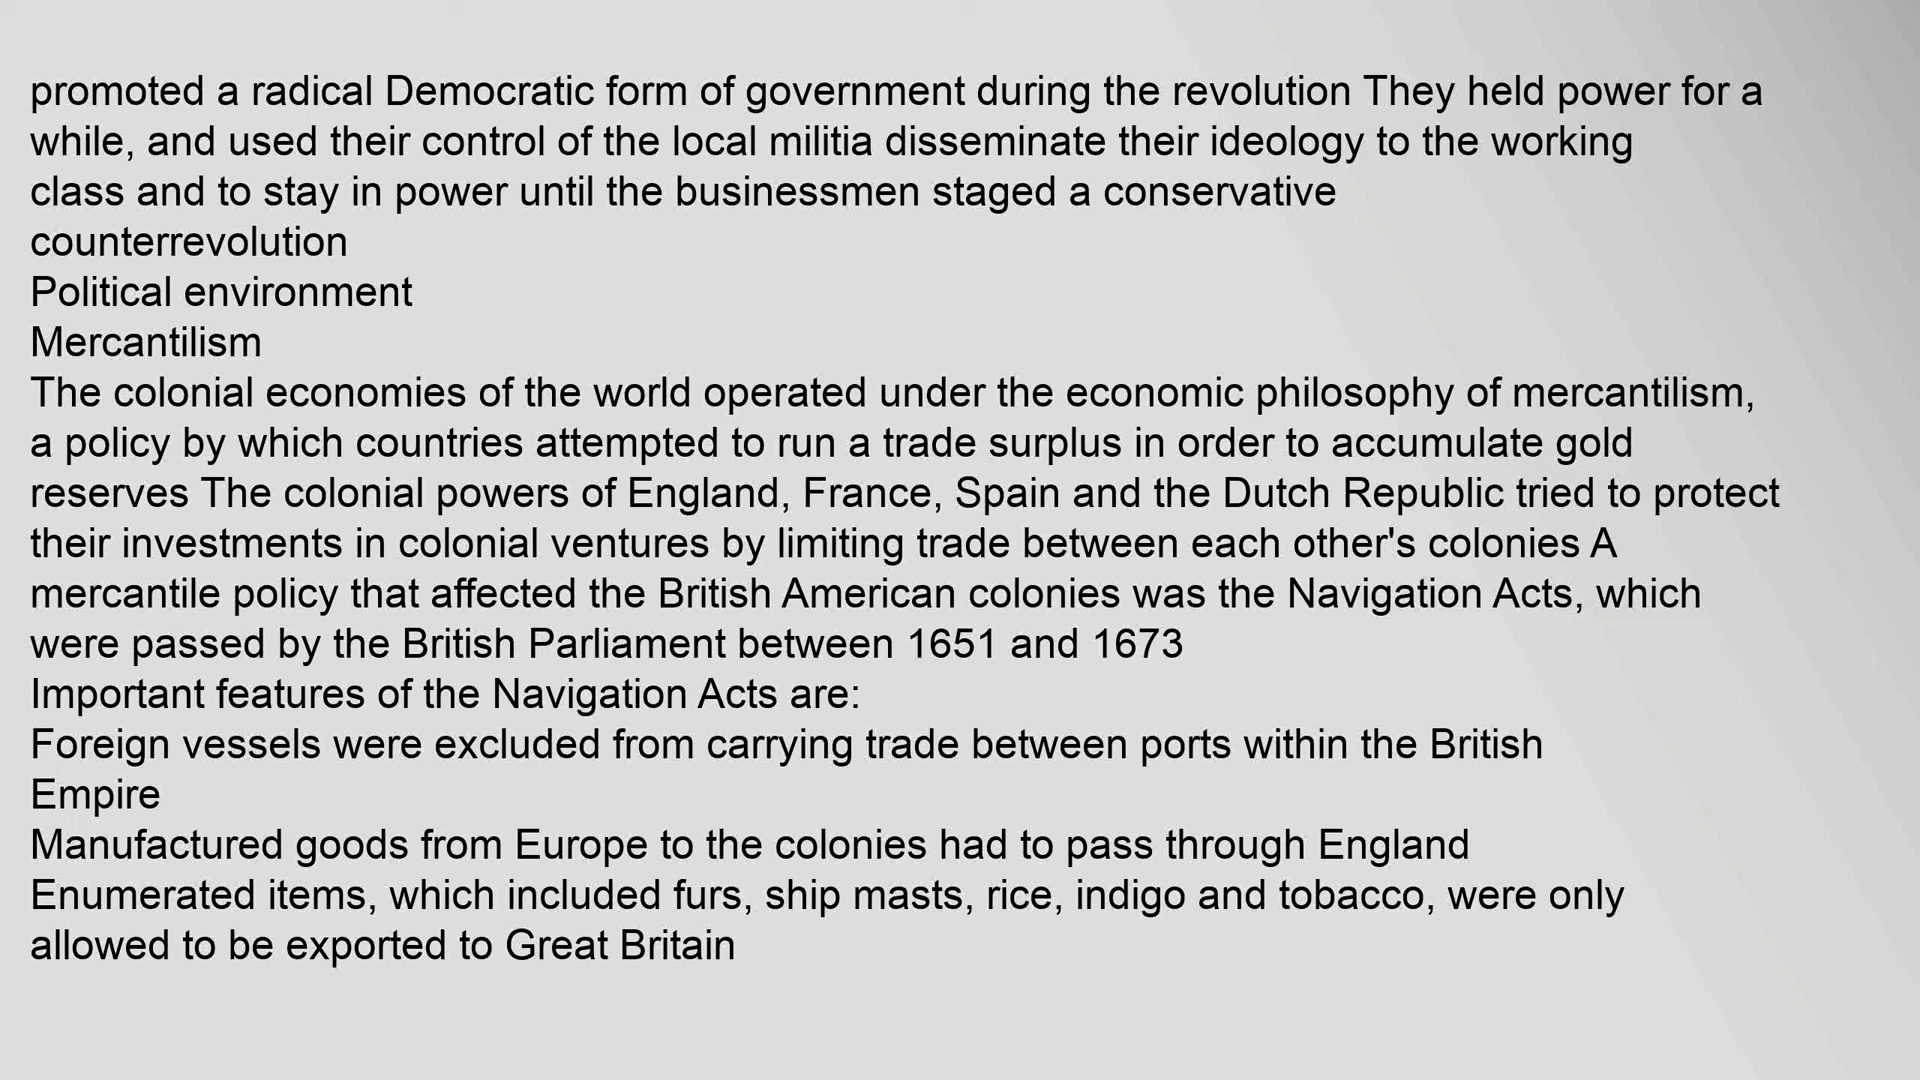 promoted a radical Democratic form of government during the revolution They held power for a
while, and used their control of the local militia disseminate their ideology to the working
class and to stay in power until the businessmen staged a conservative
counterrevolution
Political environment
Mercantilism
The colonial economies of the world operated under the economic philosophy of mercantilism,
a policy by which countries attempted to run a trade surplus in order to accumulate gold
reserves The colonial powers of England, France, Spain and the Dutch Republic tried to protect
their investments in colonial ventures by limiting trade between each other's colonies A
mercantile policy that affected the British American colonies was the Navigation Acts, which
were passed by the British Parliament between 1651 and 1673
Important features of the Navigation Acts are:
Foreign vessels were excluded from carrying trade between ports within the British
Empire
Manufactured goods from Europe to the colonies had to pass through England
Enumerated items, which included furs, ship masts, rice, indigo and tobacco, were only
allowed to be exported to Great Britain